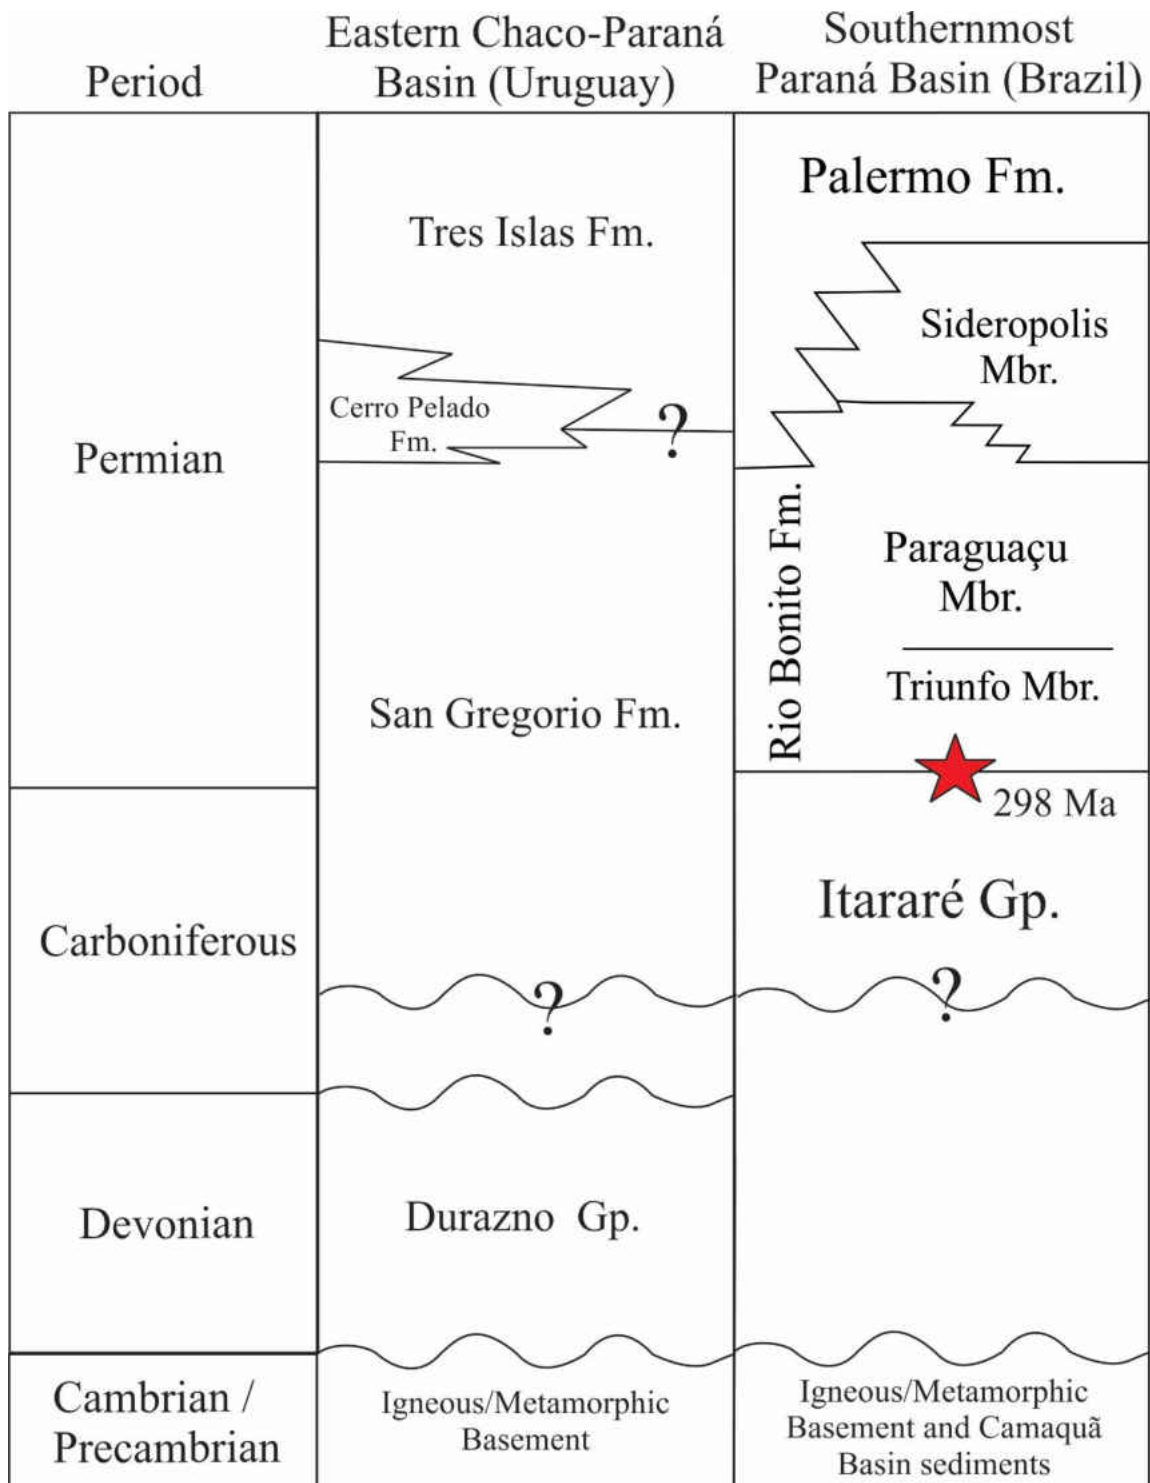 Period
Eastern Chaco-Paraná
Basin (Uruguay)
Southernmost
Paraná Basin (Brazil)
Permian
Carboniferous
Devonian
Cambrian /
Precambrian
Tres Islas Fm.
Cerro Pelado
Fm.
?
San Gregorio Fm.
?
Durazno Gp.
Igneous/Metamorphic
Basement
Palermo Fm.
Sideropolis
Mbr.
Rio Bonito Fm.
Paraguaçu
Mbr.
Triunfo Mbr.
298 Ma
Itararé Gp.
?
Igneous/Metamorphic
Basement and Camaquã
Basin sediments